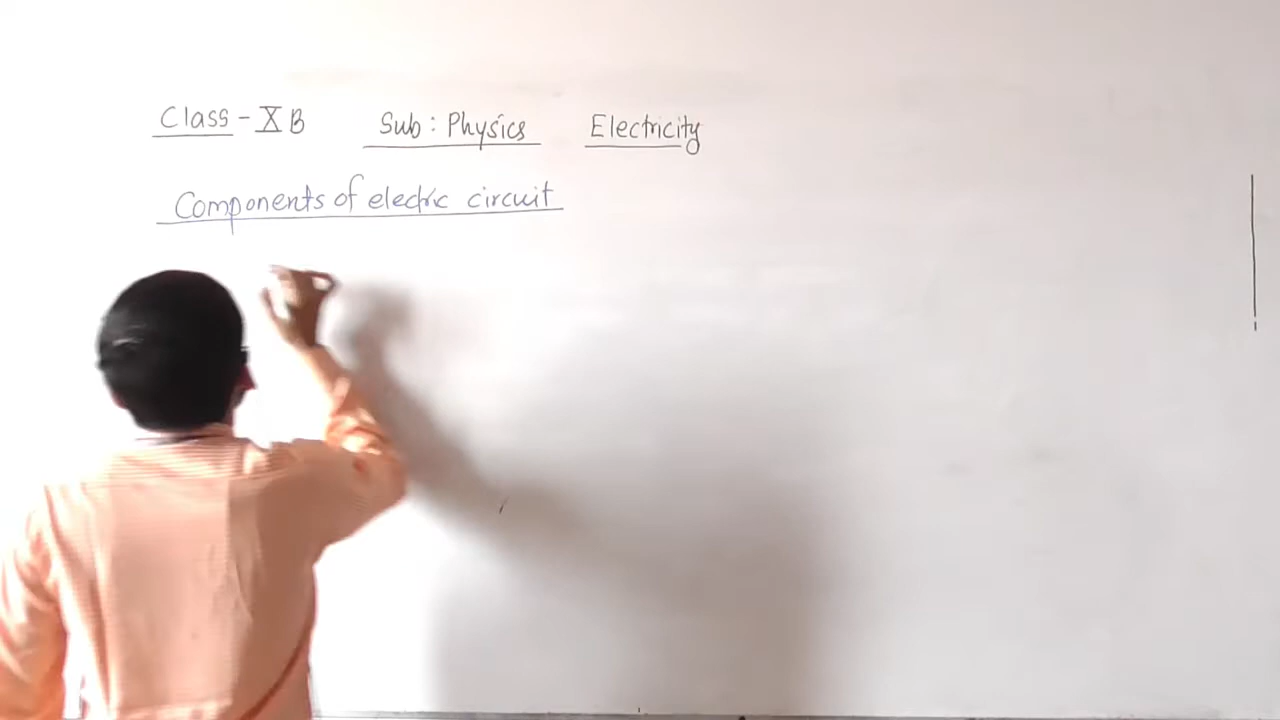 Class - X B Sub : Physics Electricity
Components of electric circuit